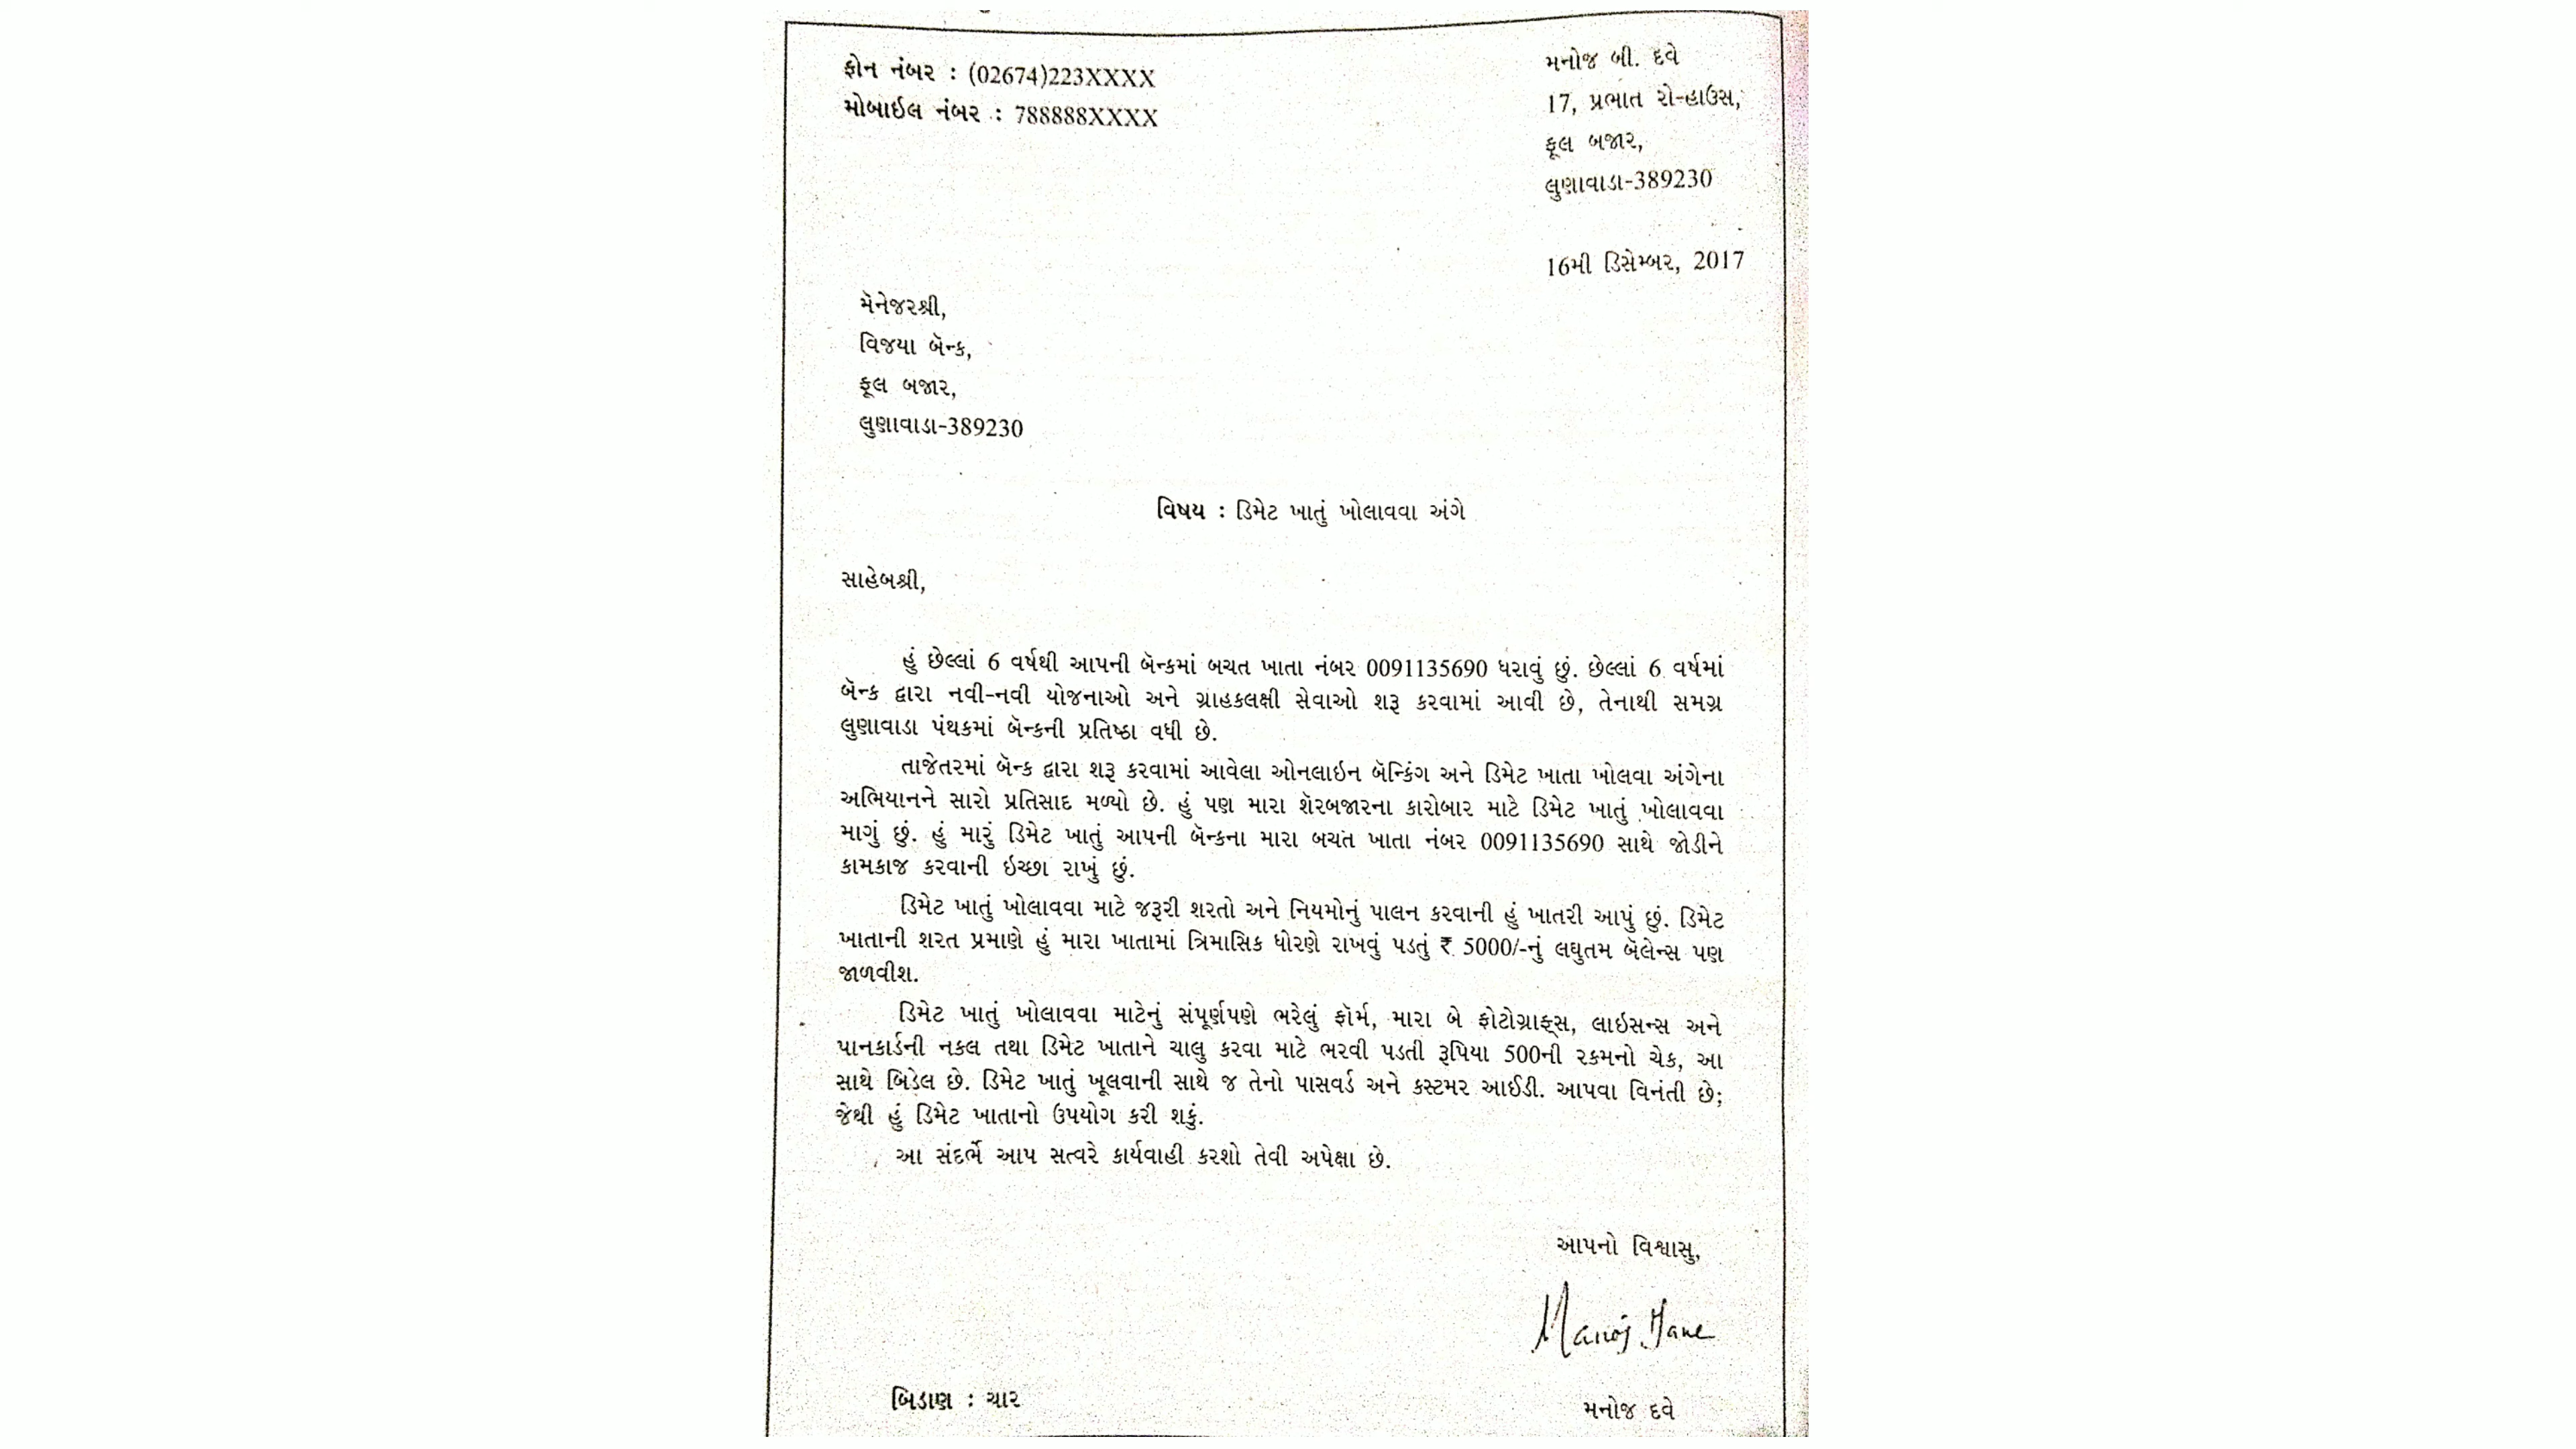 ફોન નંબર : (02674)223XXXX
મોબાઈલ નંબર : 788888XXXX
મનોજ બી. દવે
17, પ્રભાત રો-હાઉસ,
ફૂલ બજાર,
લુણાવાડા-389230
16મી ડિસેમ્બર, 2017
મૅનેજરશ્રી,
વિજયા બૅન્ક,
ફૂલ બજાર,
લુણાવાડા-389230
વિષય : ડિમેટ ખાતું ખોલાવવા અંગે
સાહેબશ્રી,
હું છેલ્લાં 6 વર્ષથી આપની બૅન્કમાં બચત ખાતા નંબર 0091135690 ધરાવું છું. છેલ્લાં 6 વર્ષમાં
બૅન્ક દ્વારા નવી-નવી યોજનાઓ અને ગ્રાહકલક્ષી સેવાઓ શરૂ કરવામાં આવી છે, તેનાથી સમગ્ર
લુણાવાડા પંથકમાં બૅન્કની પ્રતિષ્ઠા વધી છે.
તાજેતરમાં બૅન્ક દ્વારા શરૂ કરવામાં આવેલા ઓનલાઇન બૅન્કિંગ અને ડિમેટ ખાતા ખોલવા અંગેના
અભિયાનને સારો પ્રતિસાદ મળ્યો છે. હું પણ મારા શૅરબજારના કારોબાર માટે ડિમેટ ખાતું ખોલાવવા
માગું છું. હું મારું ડિમેટ ખાતું આપની બૅન્કના મારા બચત ખાતા નંબર 0091135690 સાથે જોડીને
કામકાજ કરવાની ઇચ્છા રાખું છું.
ડિમેટ ખાતું ખોલાવવા માટે જરૂરી શરતો અને નિયમોનું પાલન કરવાની હું ખાતરી આપું છું. ડિમેટ
ખાતાની શરત પ્રમાણે હું મારા ખાતામાં ત્રિમાસિક ધોરણે રાખવું પડતું ₹ 5000/-નું લઘુતમ બૅલેન્સ પણ
જાળવીશ.
ડિમેટ ખાતું ખોલાવવા માટેનું સંપૂર્ણપણે ભરેલું ફૉર્મ, મારા બે ફોટોગ્રાફ્સ, લાઇસન્સ અને
પાનકાર્ડની નકલ તથા ડિમેટ ખાતાને ચાલુ કરવા માટે ભરવી પડતી રૂપિયા 500ની રકમનો ચેક, આ
સાથે બિડેલ છે. ડિમેટ ખાતું ખૂલવાની સાથે જ તેનો પાસવર્ડ અને કસ્ટમર આઈડી. આપવા વિનંતી છે;
જેથી હું ડિમેટ ખાતાનો ઉપયોગ કરી શકું.
આ સંદર્ભે આપ સત્વરે કાર્યવાહી કરશો તેવી અપેક્ષા છે.
આપનો વિશ્વાસુ,
Manoj
બિડાણ : ચાર
મનોજ દવે